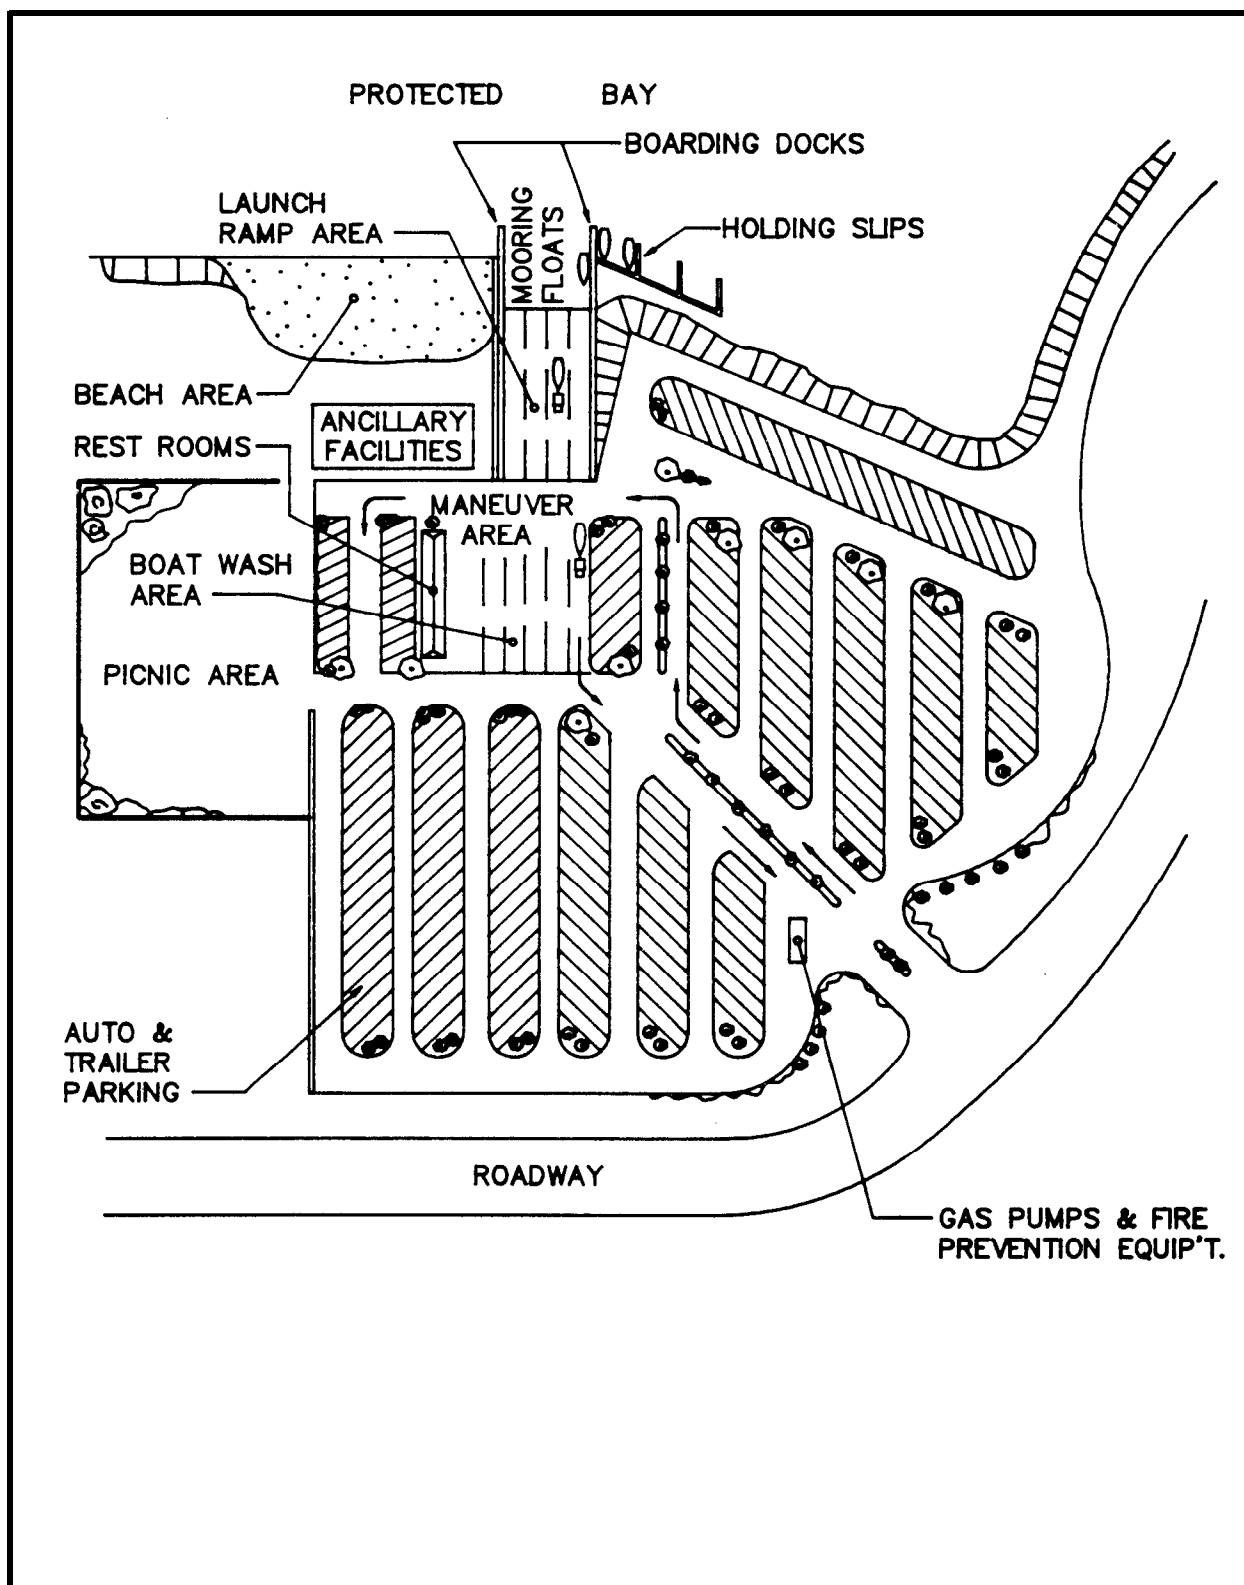 PROTECTED BAY
BOARDING DOCKS
LAUNCH
RAMP AREA
MOORING
FLOATS
HOLDING SLIPS
BEACH AREA
ANCILLARY
FACILITIES
REST ROOMS
MANEUVER
AREA
BOAT WASH
AREA
PICNIC AREA
AUTO &
TRAILER
PARKING
ROADWAY
GAS PUMPS & FIRE
PREVENTION EQUIP'T.